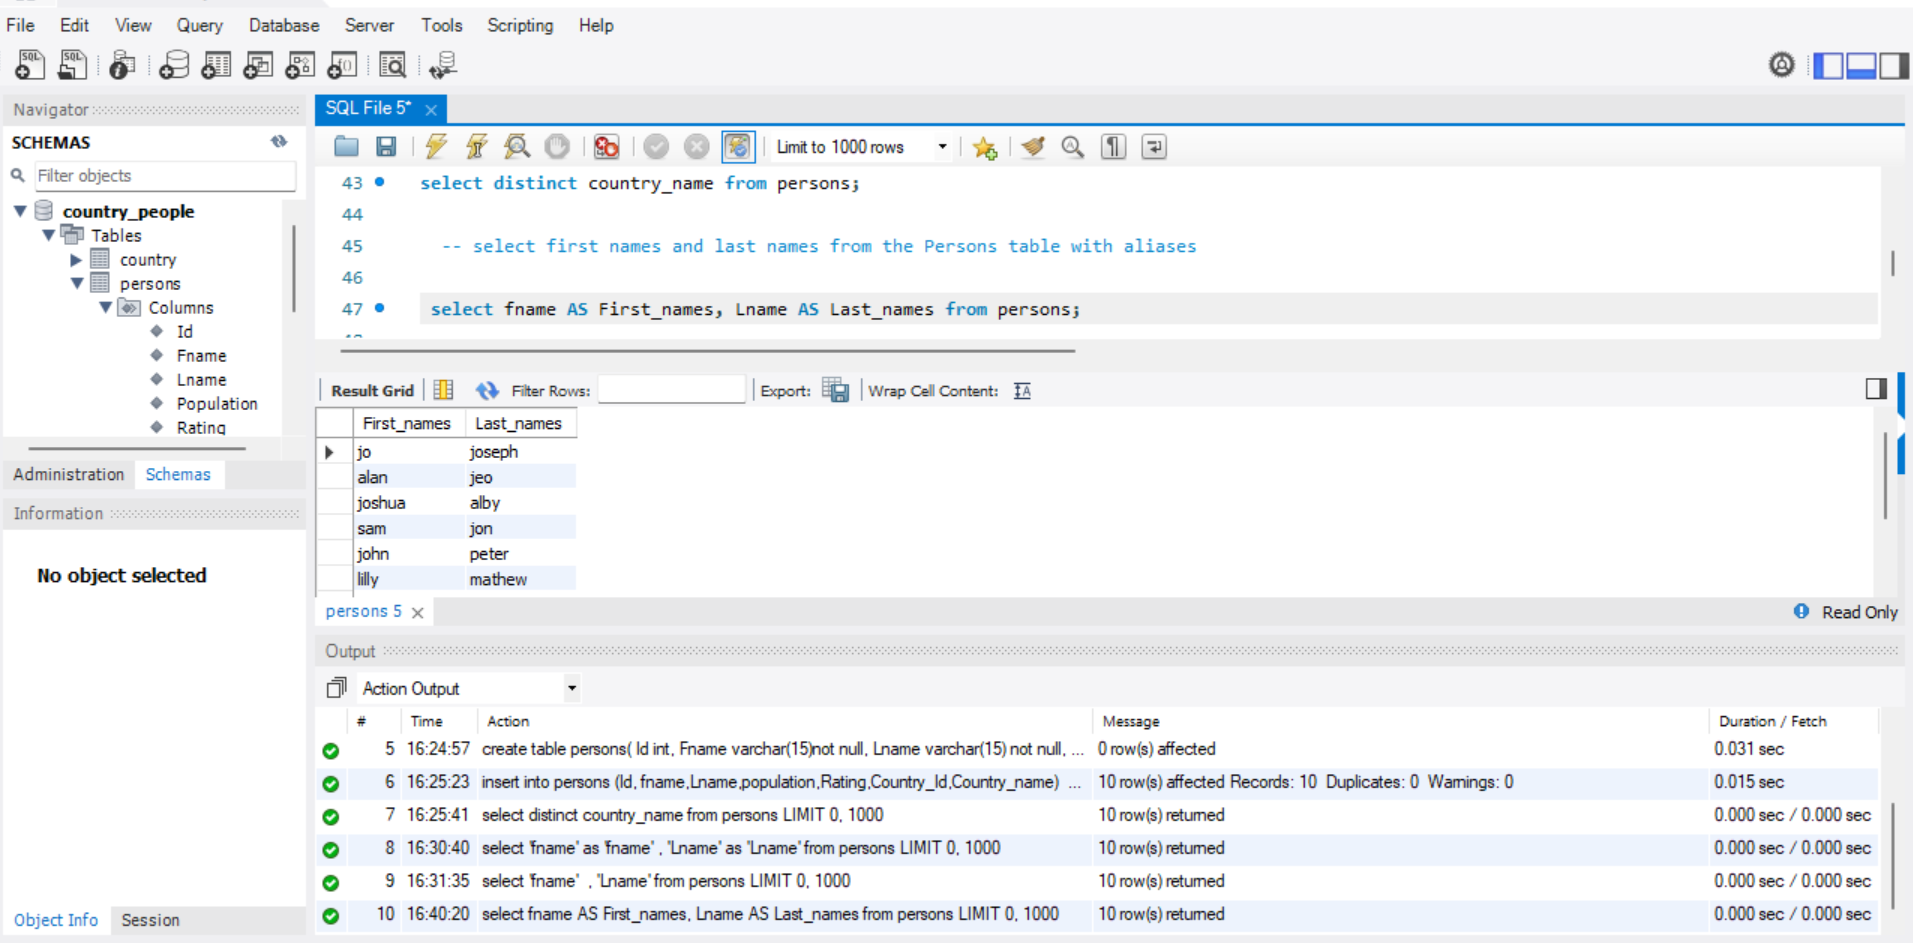 File Edit View Query Database Server Tools Scripting Help
Navigator
SCHEMAS
Filter objects
country_people
Tables
country
persons
Columns
Id
Fname
Lname
Population
Rating
Administration Schemas
Information
No object selected
Object Info Session
SQL File 5*
Limit to 1000 rows
43 select distinct country_name from persons;
44
45 -- select first names and last names from the Persons table with aliases
46
47 select fname AS First_names, Lname AS Last_names from persons;
Result Grid Filter Rows: Export: Wrap Cell Content:
First_names Last_names
jo joseph
alan jeo
joshua alby
sam jon
john peter
lilly mathew
persons 5 Read Only
Output
Action Output
# Time Action Message Duration / Fetch
5 16:24:57 create table persons( Id int, Fname varchar(15)not null, Lname varchar(15) not null, ... 0 row(s) affected 0.031 sec
6 16:25:23 insert into persons (Id, fname,Lname,population,Rating,Country_Id,Country_name) ... 10 row(s) affected Records: 10 Duplicates: 0 Warnings: 0 0.015 sec
7 16:25:41 select distinct country_name from persons LIMIT 0, 1000 10 row(s) returned 0.000 sec / 0.000 sec
8 16:30:40 select 'fname' as 'fname' , 'Lname' as 'Lname' from persons LIMIT 0, 1000 10 row(s) returned 0.000 sec / 0.000 sec
9 16:31:35 select 'fname' , 'Lname' from persons LIMIT 0, 1000 10 row(s) returned 0.000 sec / 0.000 sec
10 16:40:20 select fname AS First_names, Lname AS Last_names from persons LIMIT 0, 1000 10 row(s) returned 0.000 sec / 0.000 sec